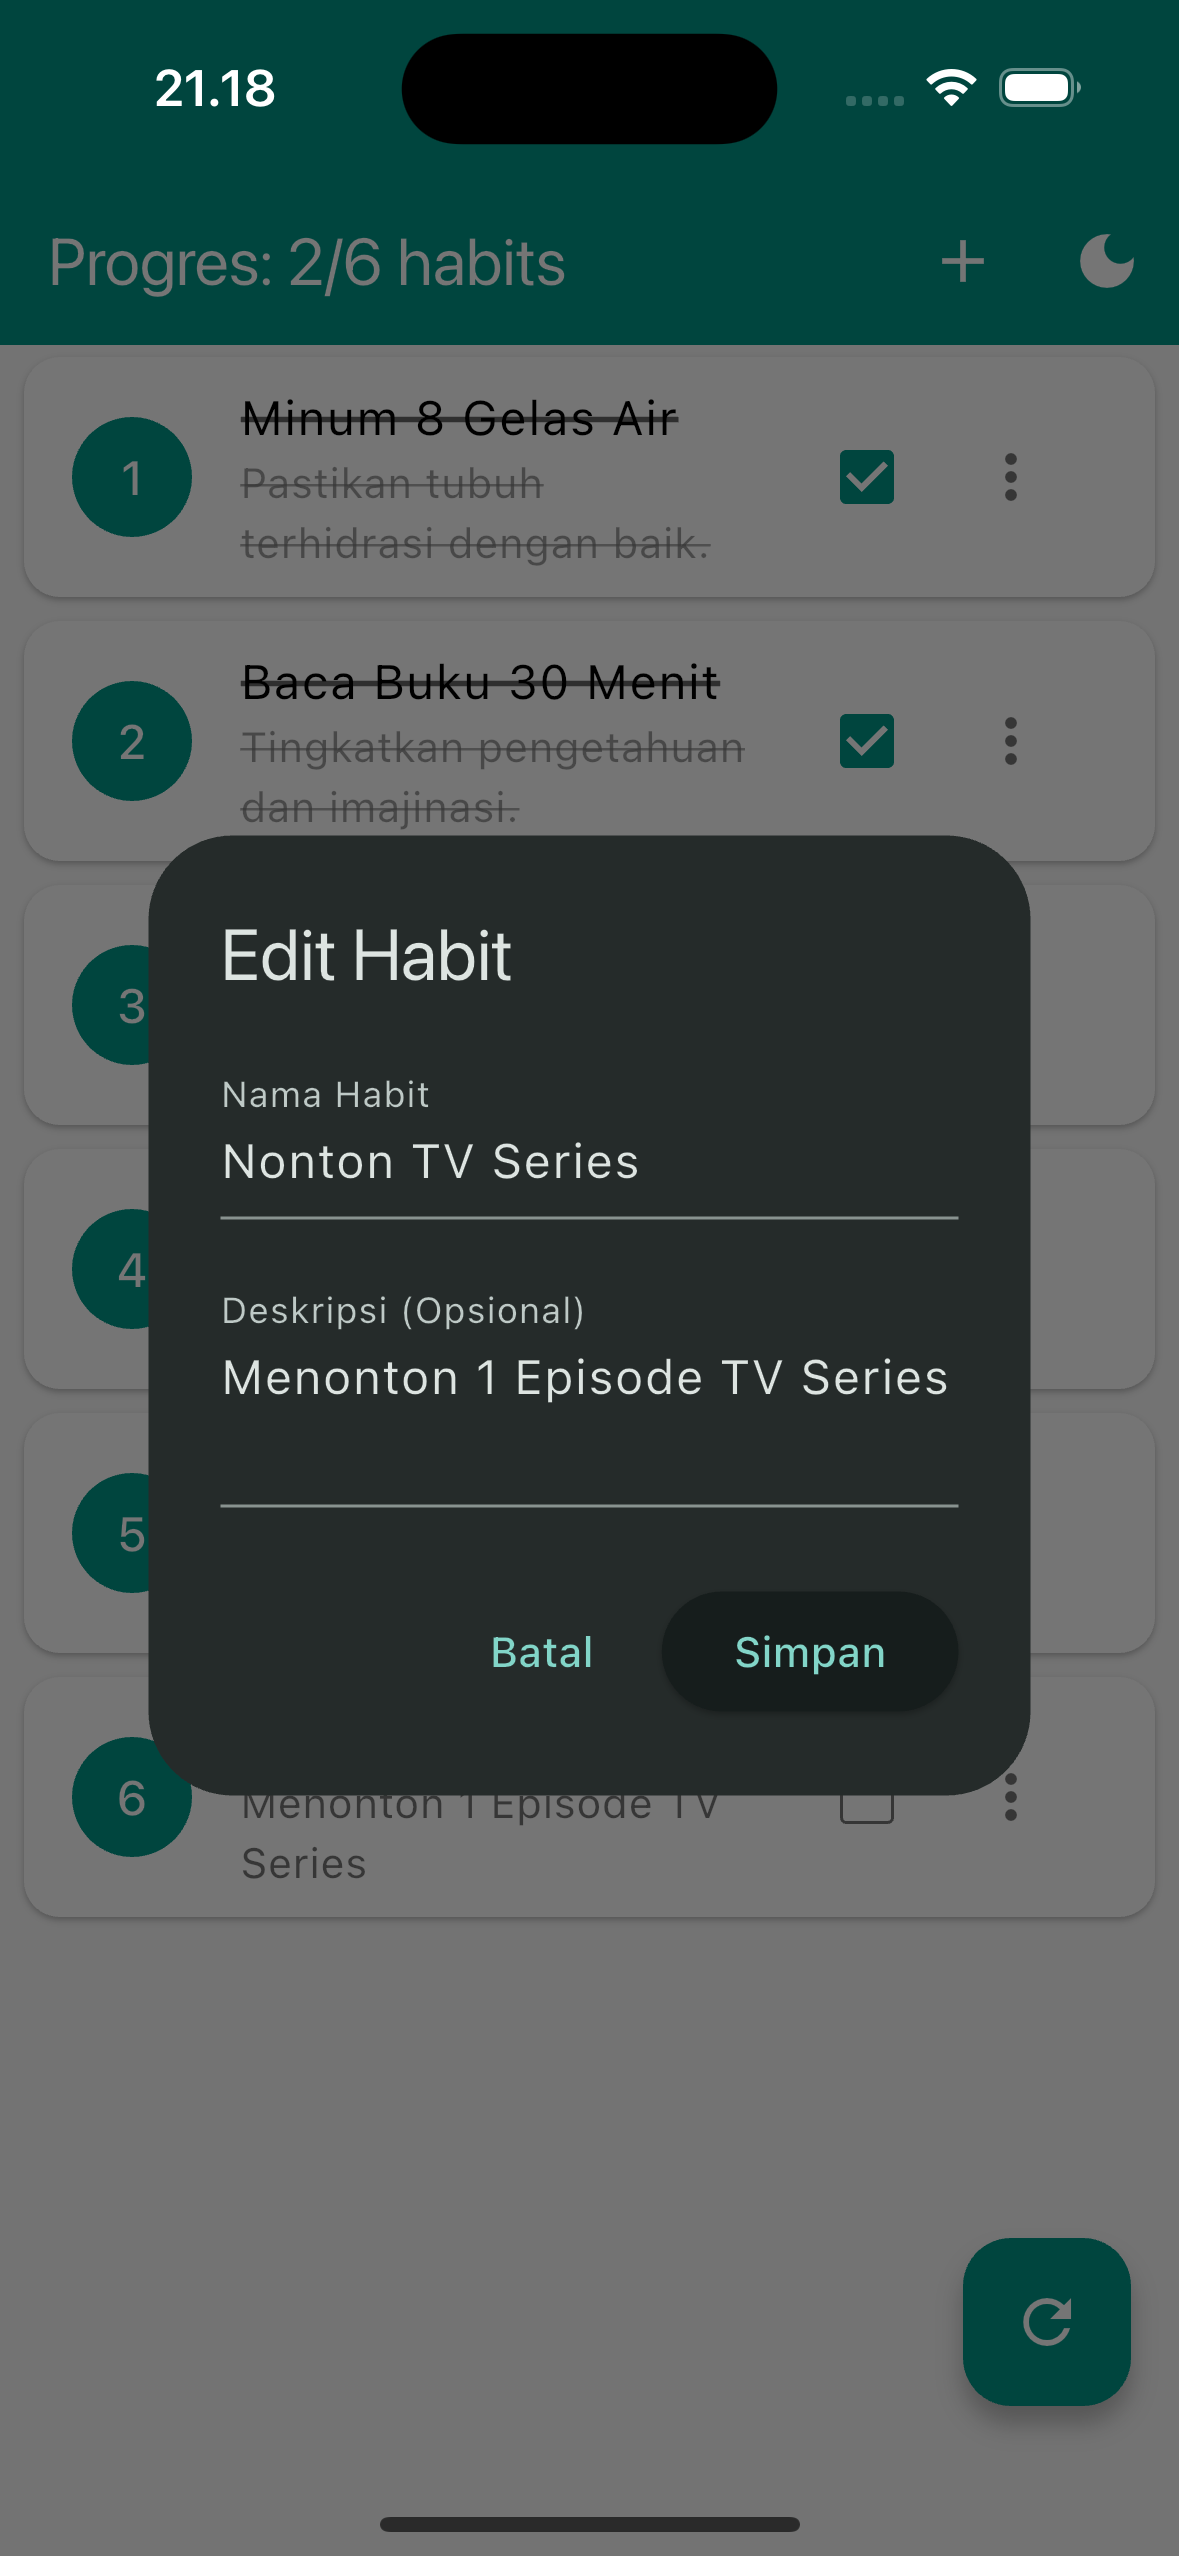 21.18
Progres: 2/6 habits
1
Minum 8 Gelas Air
Pastikan tubuh
terhidrasi dengan baik.
2
Baca Buku 30 Menit
Tingkatkan pengetahuan
dan imajinasi.
3
Edit Habit
Nama Habit
Nonton TV Series
4
Deskripsi (Opsional)
Menonton 1 Episode TV Series
5
Batal
Simpan
6
Menonton 1 Episode TV
Series